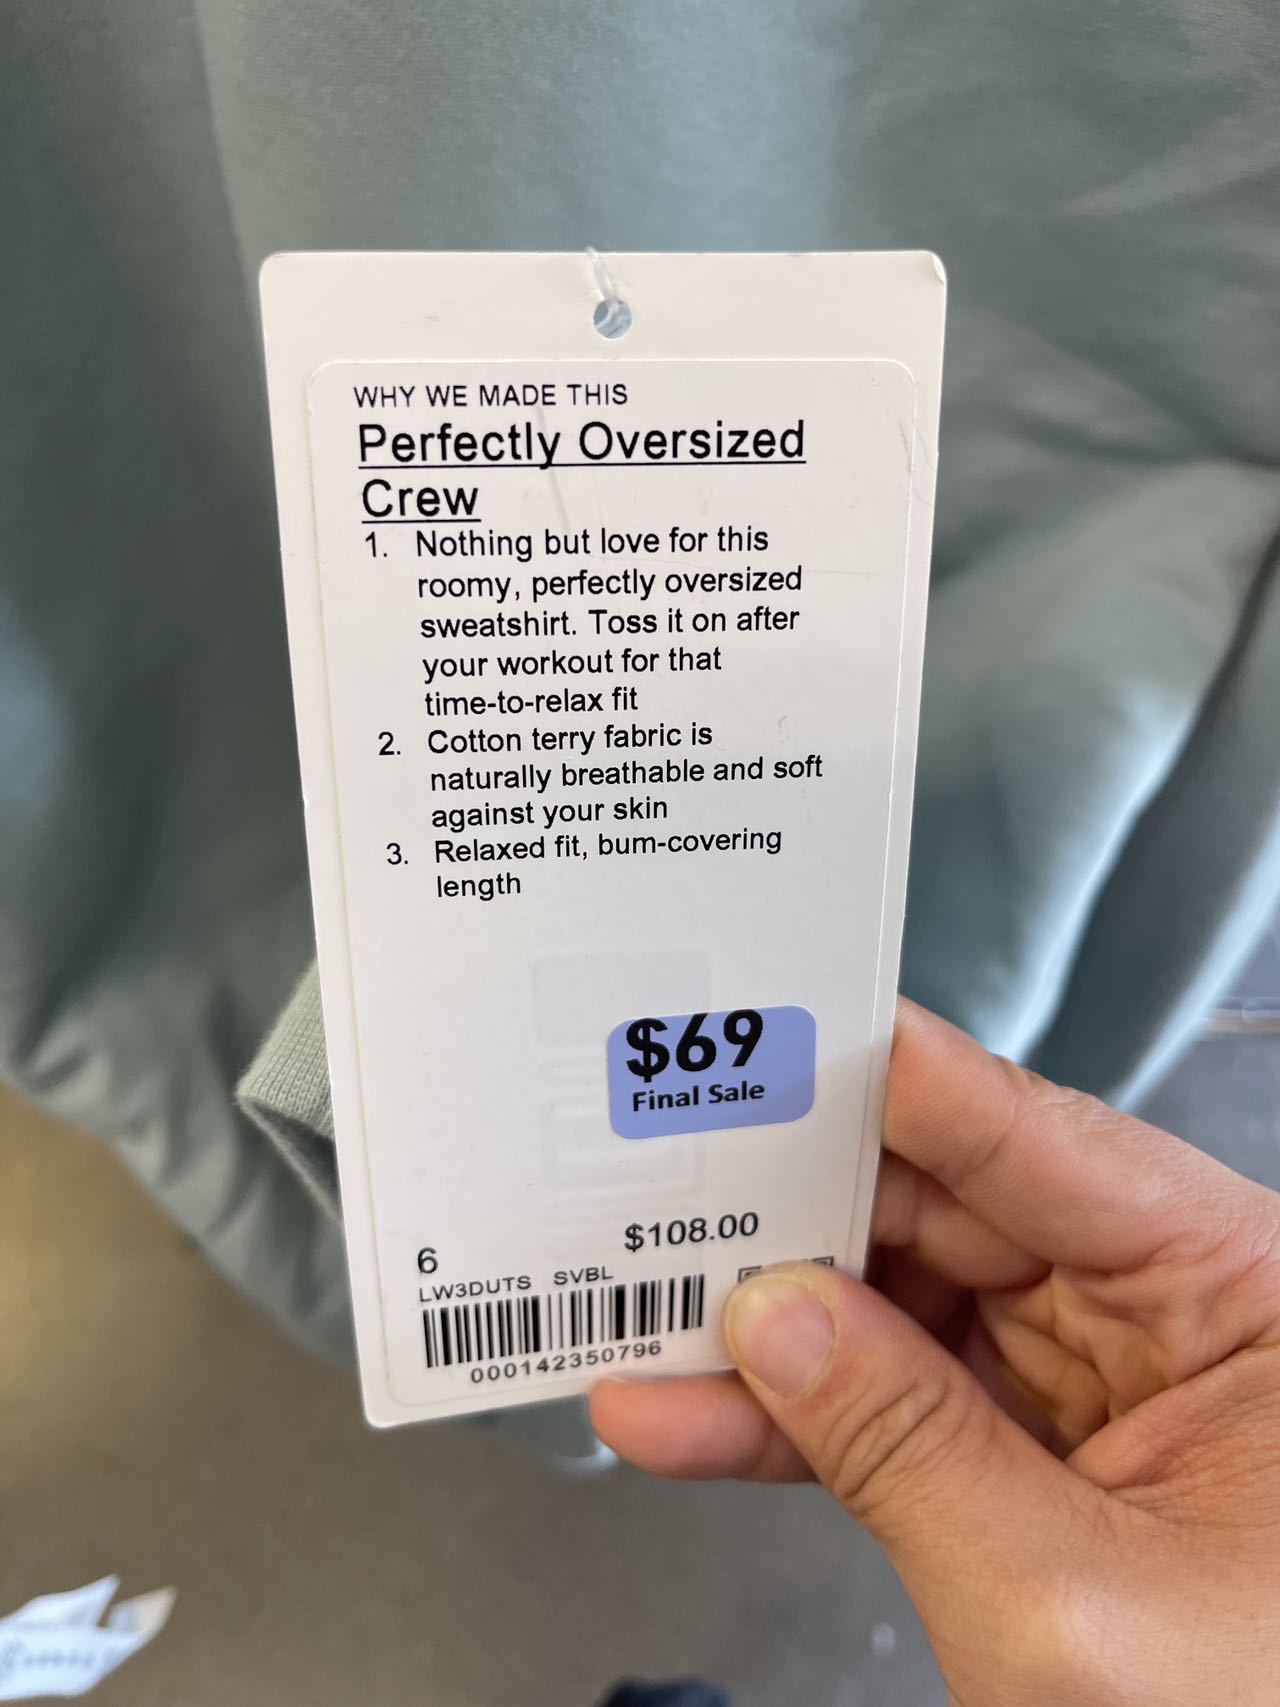 WHY WE MADE THIS
Perfectly Oversized
Crew
1. Nothing but love for this
roomy, perfectly oversized
sweatshirt. Toss it on after
your workout for that
time-to-relax fit
2. Cotton terry fabric is
naturally breathable and soft
against your skin
3. Relaxed fit, bum-covering
length
$69
Final Sale
$108.00
6
LW3DUTS SVBL
000142350796